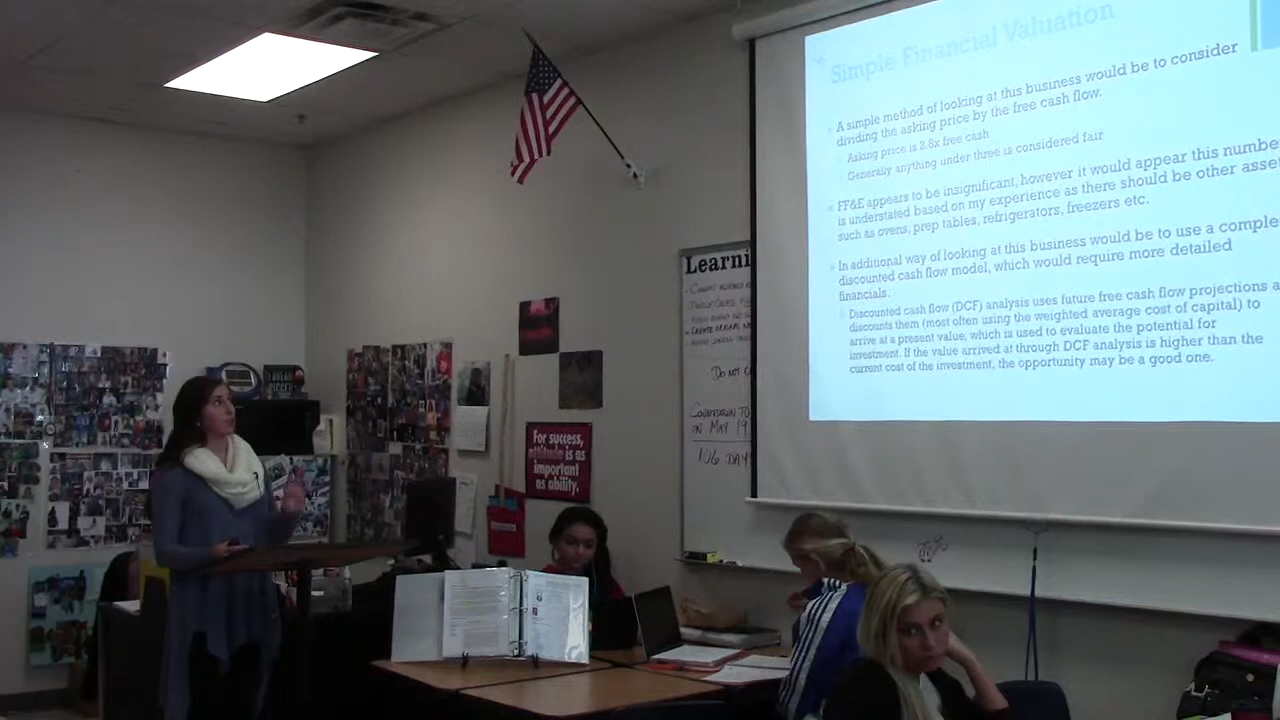 Simple Financial Valuation
A simple method of looking at this business would be to consider
dividing the asking price by the free cash flow.
Asking price is 2.8x free cash
Generally anything under three is considered fair
FF&E appears to be insignificant, however it would appear this numbe
is understated based on my experience as there should be other asset
such as ovens, prep tables, refrigerators, freezers etc.
In additional way of looking at this business would be to use a comple
discounted cash flow model, which would require more detailed
financials.
Discounted cash flow (DCF) analysis uses future free cash flow projections a
discounts them (most often using the weighted average cost of capital) to
arrive at a present value, which is used to evaluate the potential for
investment. If the value arrived at through DCF analysis is higher than the
current cost of the investment, the opportunity may be a good one.
Learni
Do not
Countdown to
on May 19
106 Day
For success,
attitude is as
important
as ability.